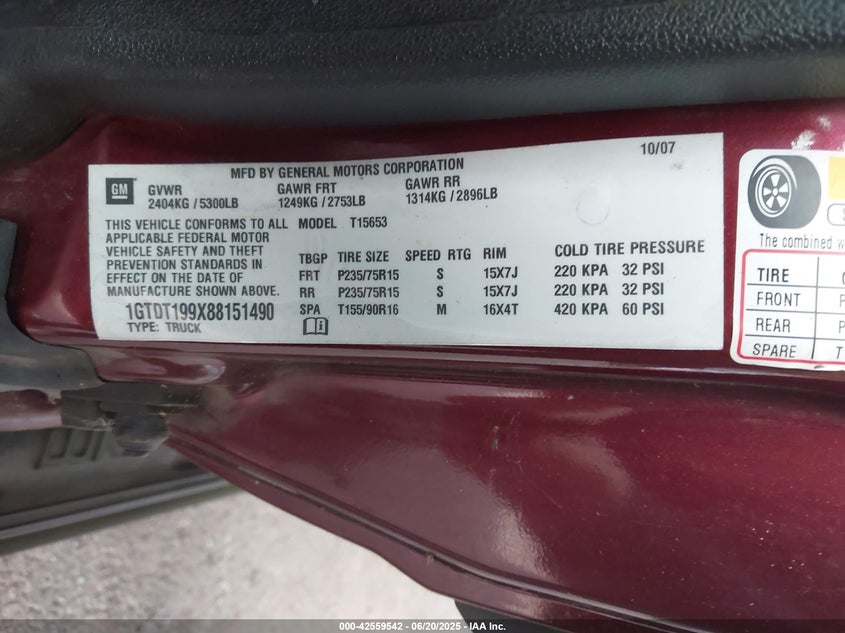 MFD BY GENERAL MOTORS CORPORATION 10/07
GM
GVWR GAWR FRT GAWR RR
2404KG / 5300LB 1249KG / 2753LB 1314KG / 2896LB
THIS VEHICLE CONFORMS TO ALL
APPLICABLE FEDERAL MOTOR
VEHICLE SAFETY AND THEFT
PREVENTION STANDARDS IN
EFFECT ON THE DATE OF
MANUFACTURE SHOWN ABOVE.
1GTDT199X88151490
TYPE: TRUCK
MODEL T15653
TBGP TIRE SIZE SPEED RTG RIM COLD TIRE PRESSURE
FRT P235/75R15 S 15X7J 220 KPA 32 PSI
RR P235/75R15 S 15X7J 220 KPA 32 PSI
SPA T155/90R16 M 16X4T 420 KPA 60 PSI
The combined
TIRE
FRONT P
REAR P
SPARE T
000-42559542 / 06/20/2025 - IAA Inc.